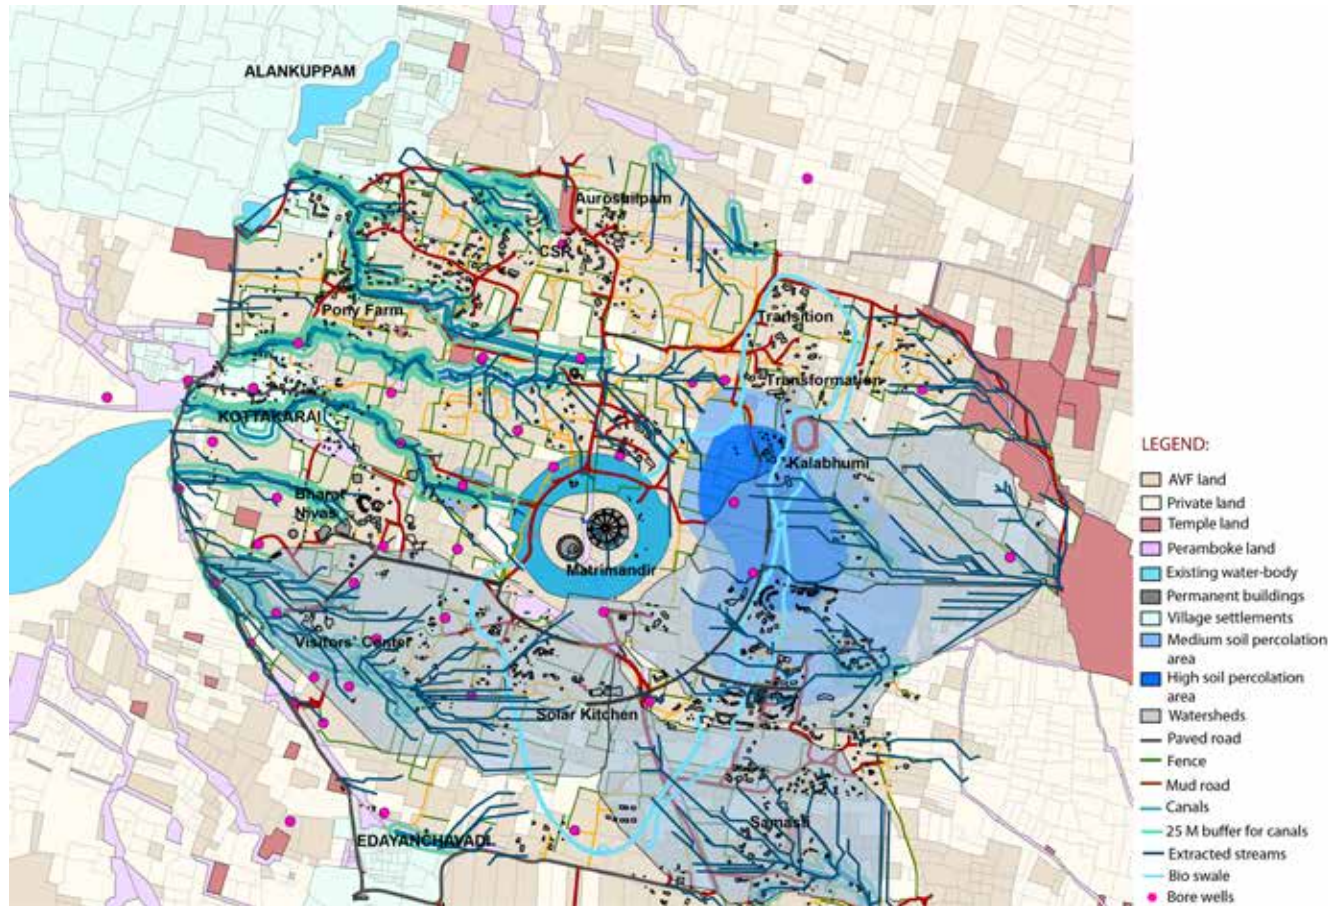 ALANKUPPAM
Auroshilpam
CSR
Pony Farm
Transition
Transformation
KOTTAKARAI
Kalabhumi
Bharat
Nivas
Matrimandir
Visitors' Center
Solar Kitchen
Samasti
EDAYANCHAVADI
LEGEND:
AVF land
Private land
Temple land
Peramboke land
Existing water-body
Permanent buildings
Village settlements
Medium soil percolation
area
High soil percolation
area
Watersheds
Paved road
Fence
Mud road
Canals
25 M buffer for canals
Extracted streams
Bio swale
Bore wells